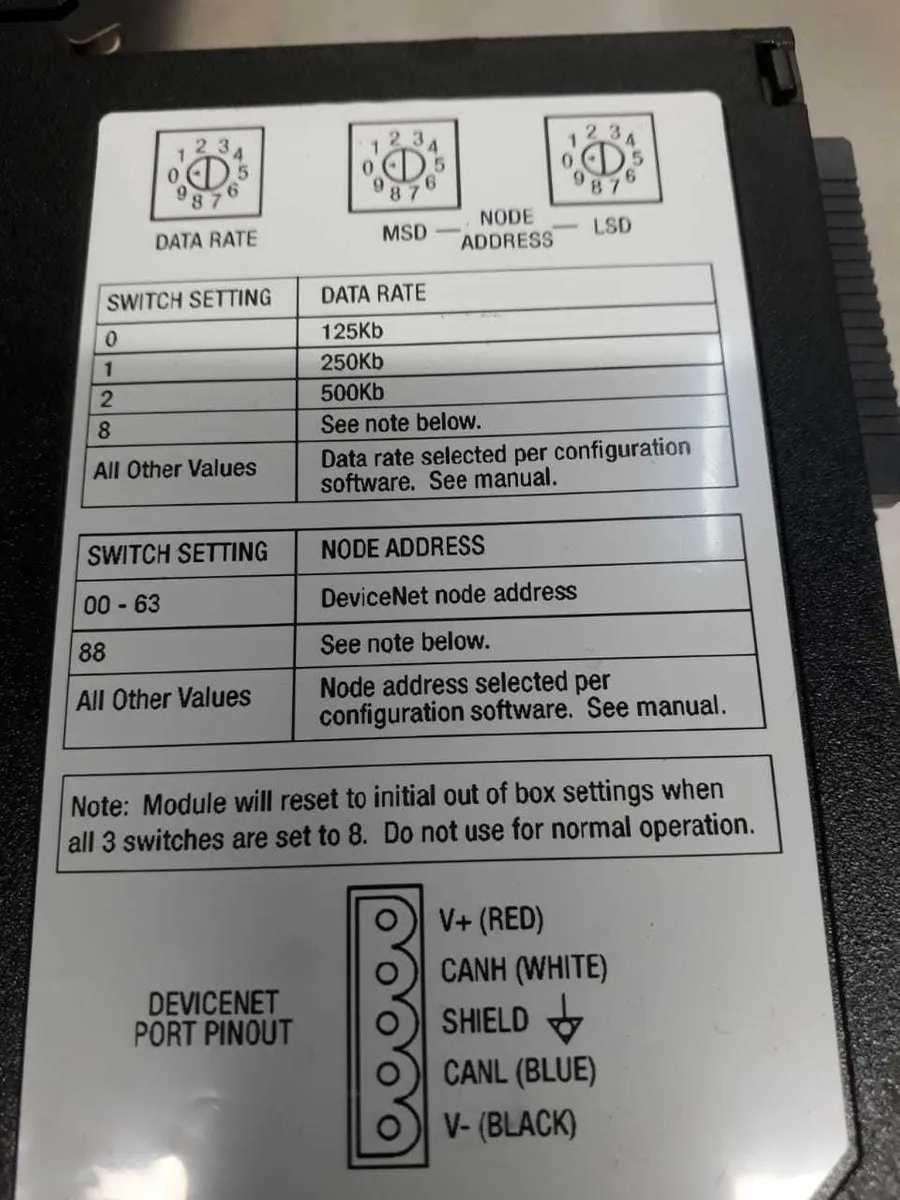 1 2 3 4
0 5
9 8 7 6
1 2 3 4
0 5
9 8 7 6
1 2 3 4
0 5
9 8 7 6
DATA RATE
MSD — NODE ADDRESS — LSD
SWITCH SETTING DATA RATE
0 125Kb
1 250Kb
2 500Kb
8 See note below.
All Other Values Data rate selected per configuration
software. See manual.
SWITCH SETTING NODE ADDRESS
00 - 63 DeviceNet node address
88 See note below.
All Other Values Node address selected per
configuration software. See manual.
Note: Module will reset to initial out of box settings when
all 3 switches are set to 8. Do not use for normal operation.
DEVICENET
PORT PINOUT
V+ (RED)
CANH (WHITE)
SHIELD
CANL (BLUE)
V- (BLACK)